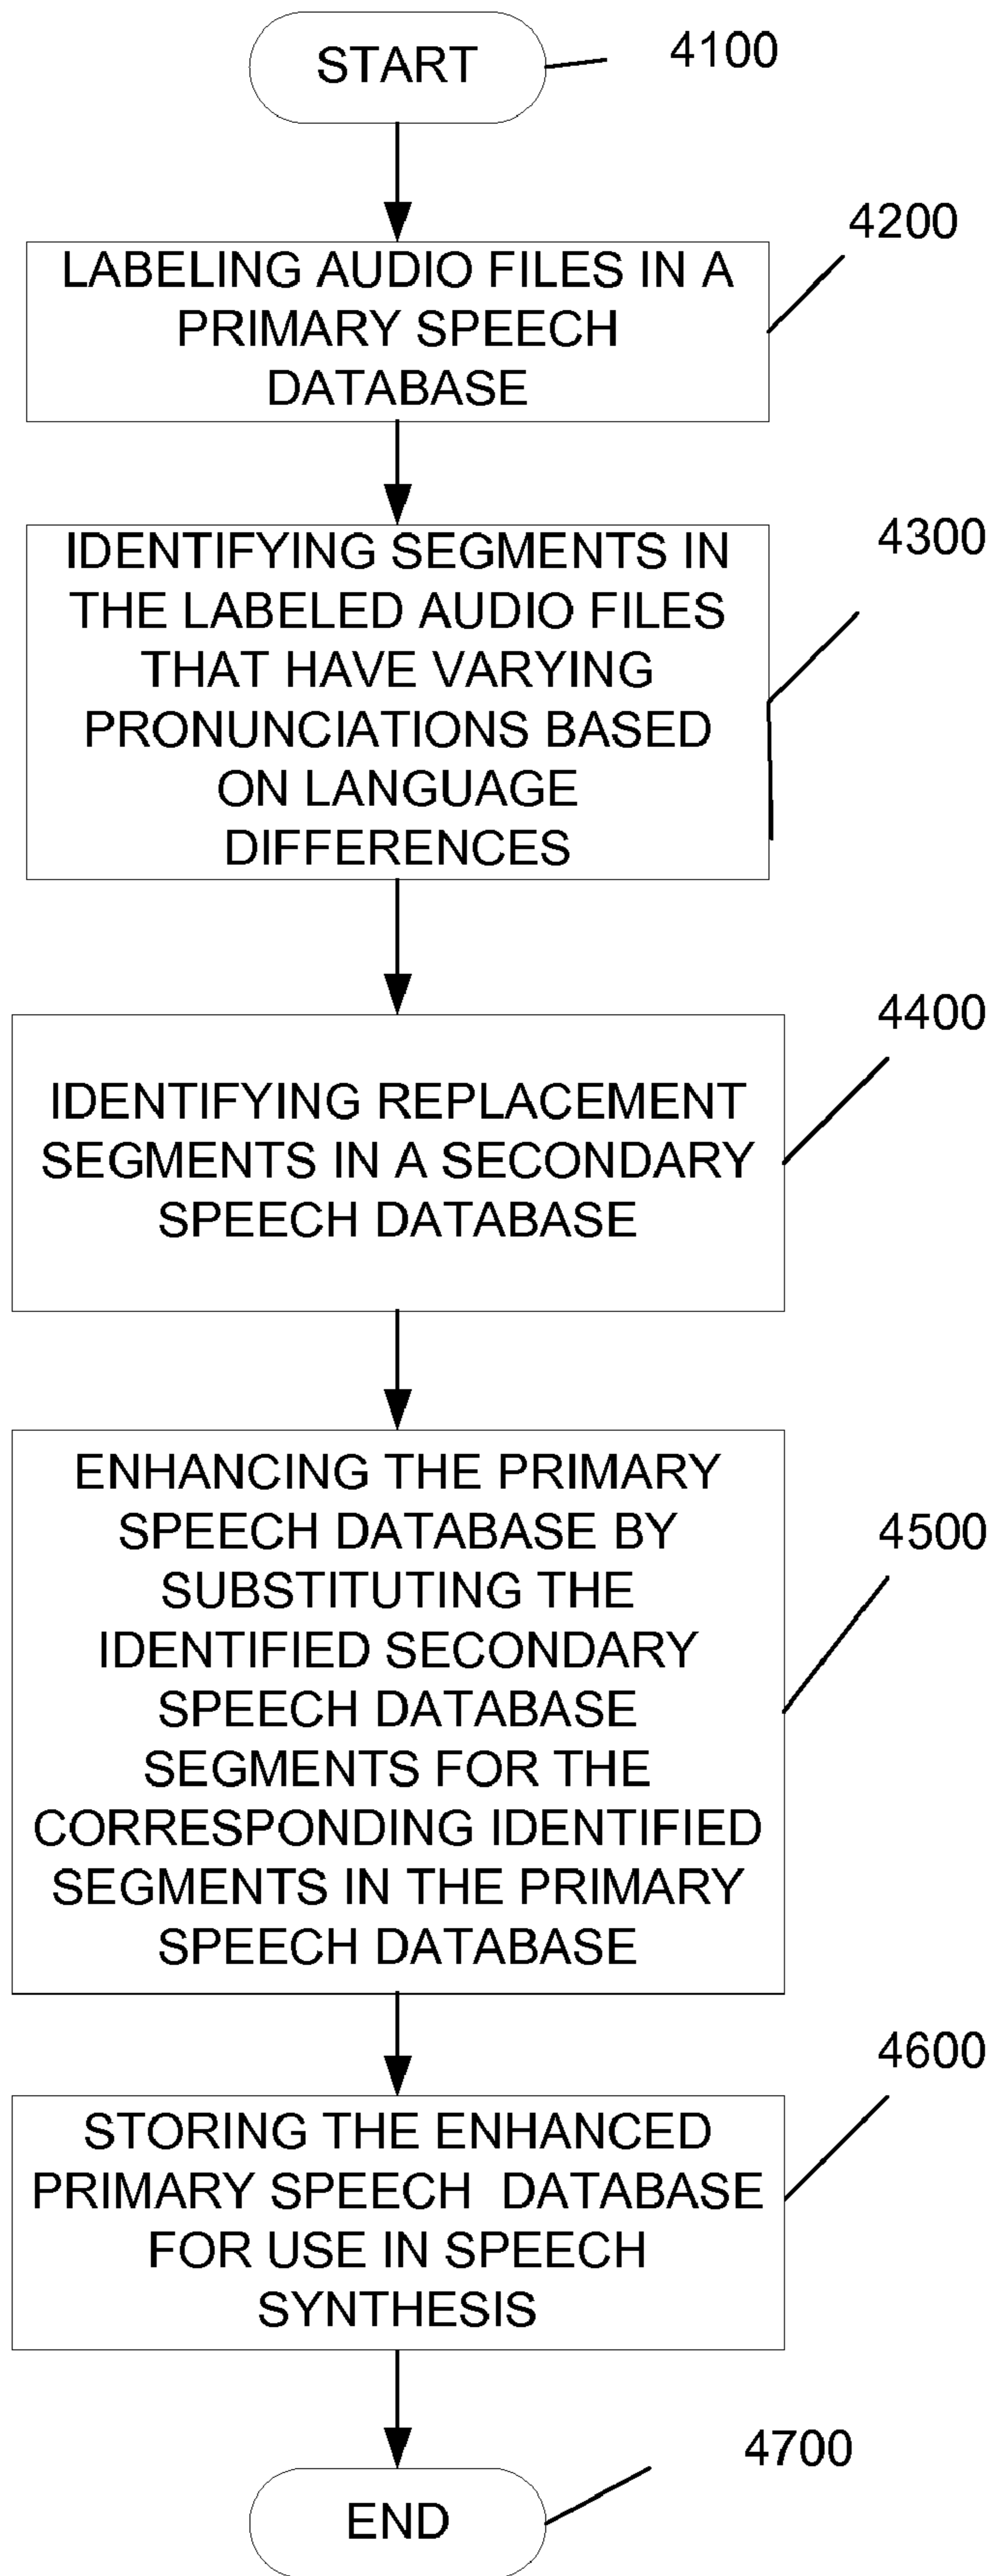 START
4100
4200
LABELING AUDIO FILES IN A
PRIMARY SPEECH
DATABASE
4300
IDENTIFYING SEGMENTS IN
THE LABELED AUDIO FILES
THAT HAVE VARYING
PRONUNCIATIONS BASED
ON LANGUAGE
DIFFERENCES
4400
IDENTIFYING REPLACEMENT
SEGMENTS IN A SECONDARY
SPEECH DATABASE
4500
ENHANCING THE PRIMARY
SPEECH DATABASE BY
SUBSTITUTING THE
IDENTIFIED SECONDARY
SPEECH DATABASE
SEGMENTS FOR THE
CORRESPONDING IDENTIFIED
SEGMENTS IN THE PRIMARY
SPEECH DATABASE
4600
STORING THE ENHANCED
PRIMARY SPEECH DATABASE
FOR USE IN SPEECH
SYNTHESIS
4700
END